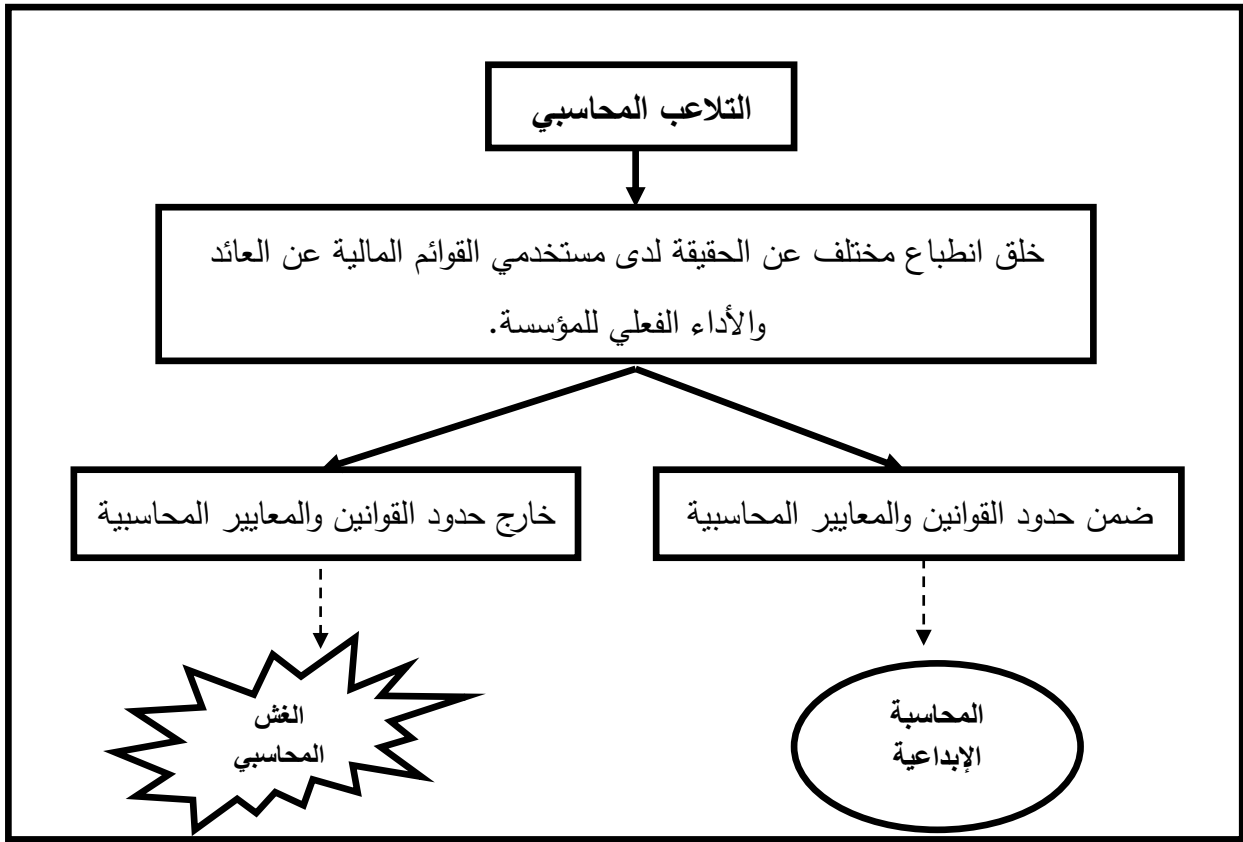 التلاعب المحاسبي
خلق انطباع مختلف عن الحقيقة لدى مستخدمي القوائم المالية عن العائد
والأداء الفعلي للمؤسسة.
ضمن حدود القوانين والمعايير المحاسبية
خارج حدود القوانين والمعايير المحاسبية
المحاسبة
الإبداعية
الغش
المحاسبي